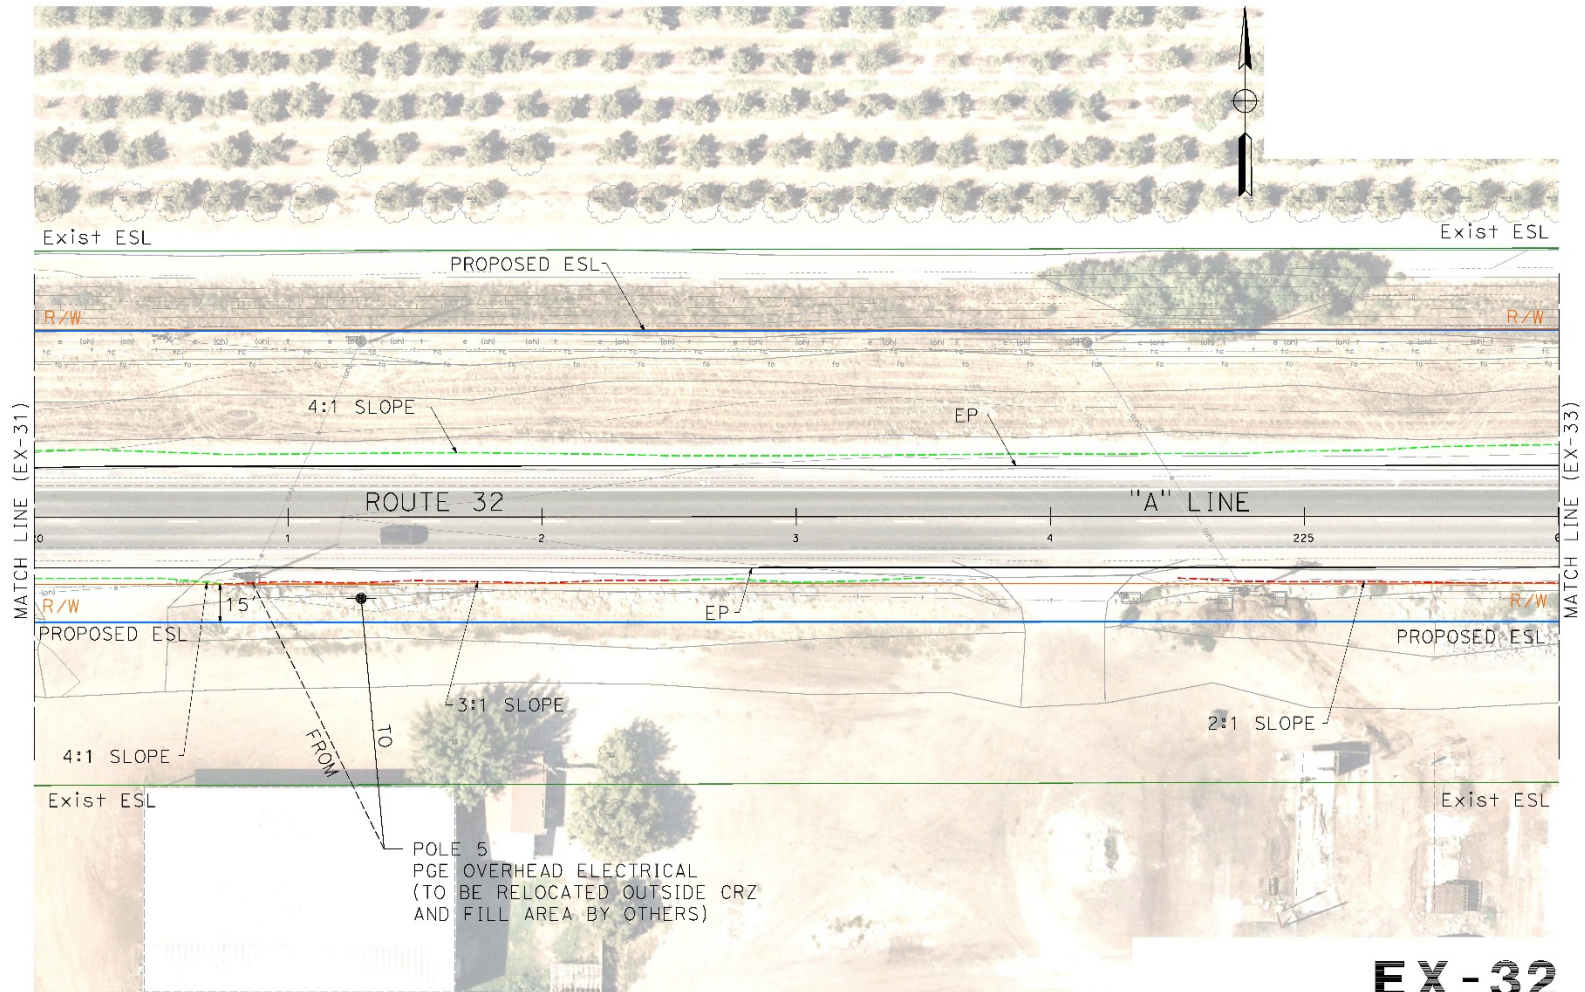 Exist ESL
Exist ESL
PROPOSED ESL
R/W
R/W
4:1 SLOPE
EP
MATCH LINE (EX-31)
MATCH LINE (EX-33)
ROUTE 32
"A" LINE
20
1
2
3
4
225
6
15'
R/W
R/W
EP
PROPOSED ESL
PROPOSED ESL
3:1 SLOPE
2:1 SLOPE
4:1 SLOPE
FROM
TO
Exist ESL
Exist ESL
POLE 5
PGE OVERHEAD ELECTRICAL
(TO BE RELOCATED OUTSIDE CRZ
AND FILL AREA BY OTHERS)
EX-32